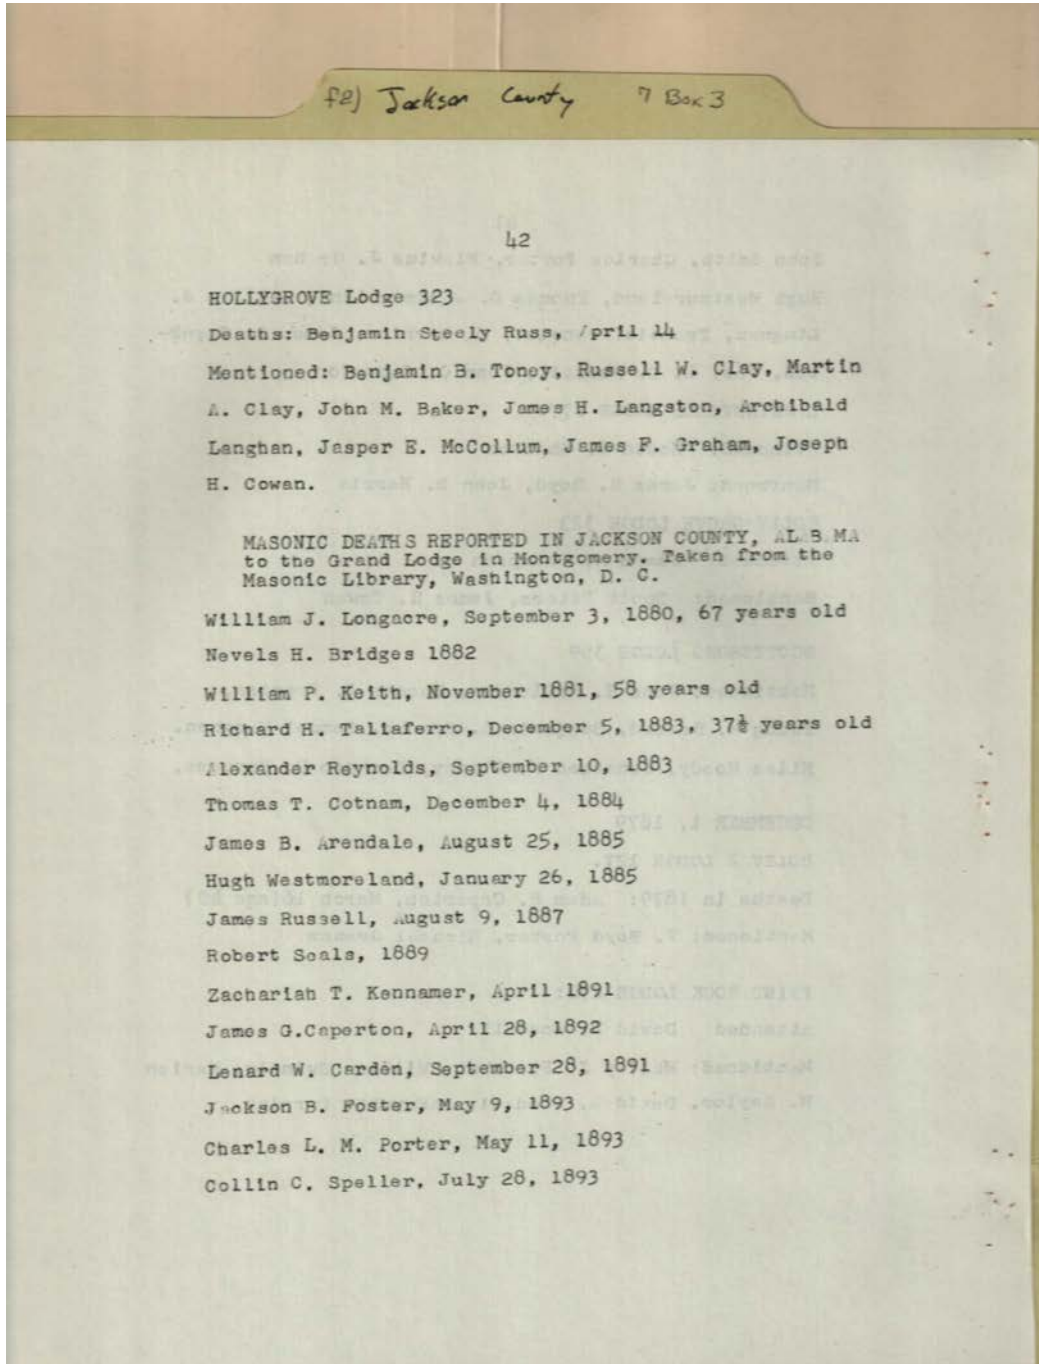 f2) Jackson County 7 Box 3
42
HOLLYGROVE Lodge 323
Deaths: Benjamin Steely Russ, April 14
Mentioned: Benjamin B. Toney, Russell W. Clay, Martin
A. Clay, John M. Baker, James H. Langston, Archibald
Langhan, Jasper E. McCollum, James F. Graham, Joseph
H. Cowan.
MASONIC DEATHS REPORTED IN JACKSON COUNTY, AL B MA
to the Grand Lodge in Montgomery. Taken from the
Masonic Library, Washington, D. C.
William J. Longacre, September 3, 1880, 67 years old
Nevels H. Bridges 1882
William P. Keith, November 1881, 58 years old
Richard H. Taliaferro, December 5, 1883, 37½ years old
Alexander Reynolds, September 10, 1883
Thomas T. Cotnam, December 4, 1884
James B. Arendale, August 25, 1885
Hugh Westmoreland, January 26, 1885
James Russell, August 9, 1887
Robert Seals, 1889
Zachariah T. Kennamer, April 1891
James G.Caperton, April 28, 1892
Lenard W. Carden, September 28, 1891
Jackson B. Foster, May 9, 1893
Charles L. M. Porter, May 11, 1893
Collin C. Speller, July 28, 1893